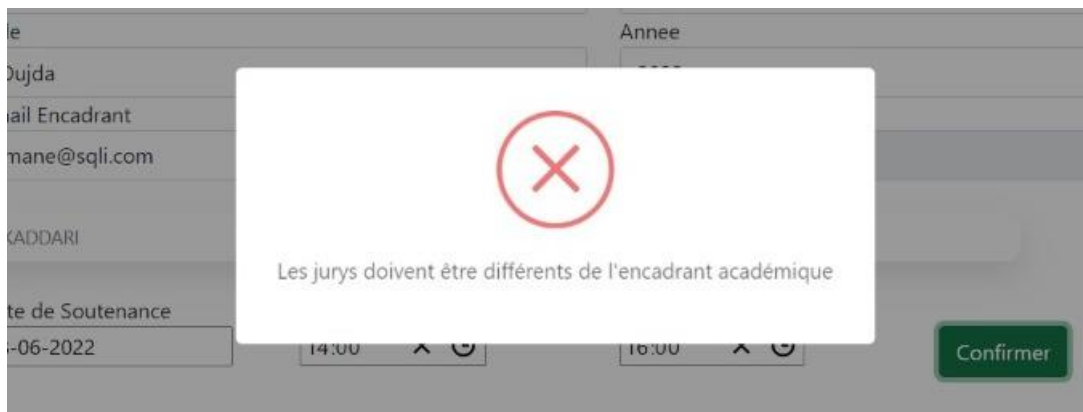 Annee
Oujda
ail Encadrant
mane@sqli.com
KADDARI
Les jurys doivent être différents de l'encadrant académique
te de Soutenance
-06-2022
14:00
16:00
Confirmer